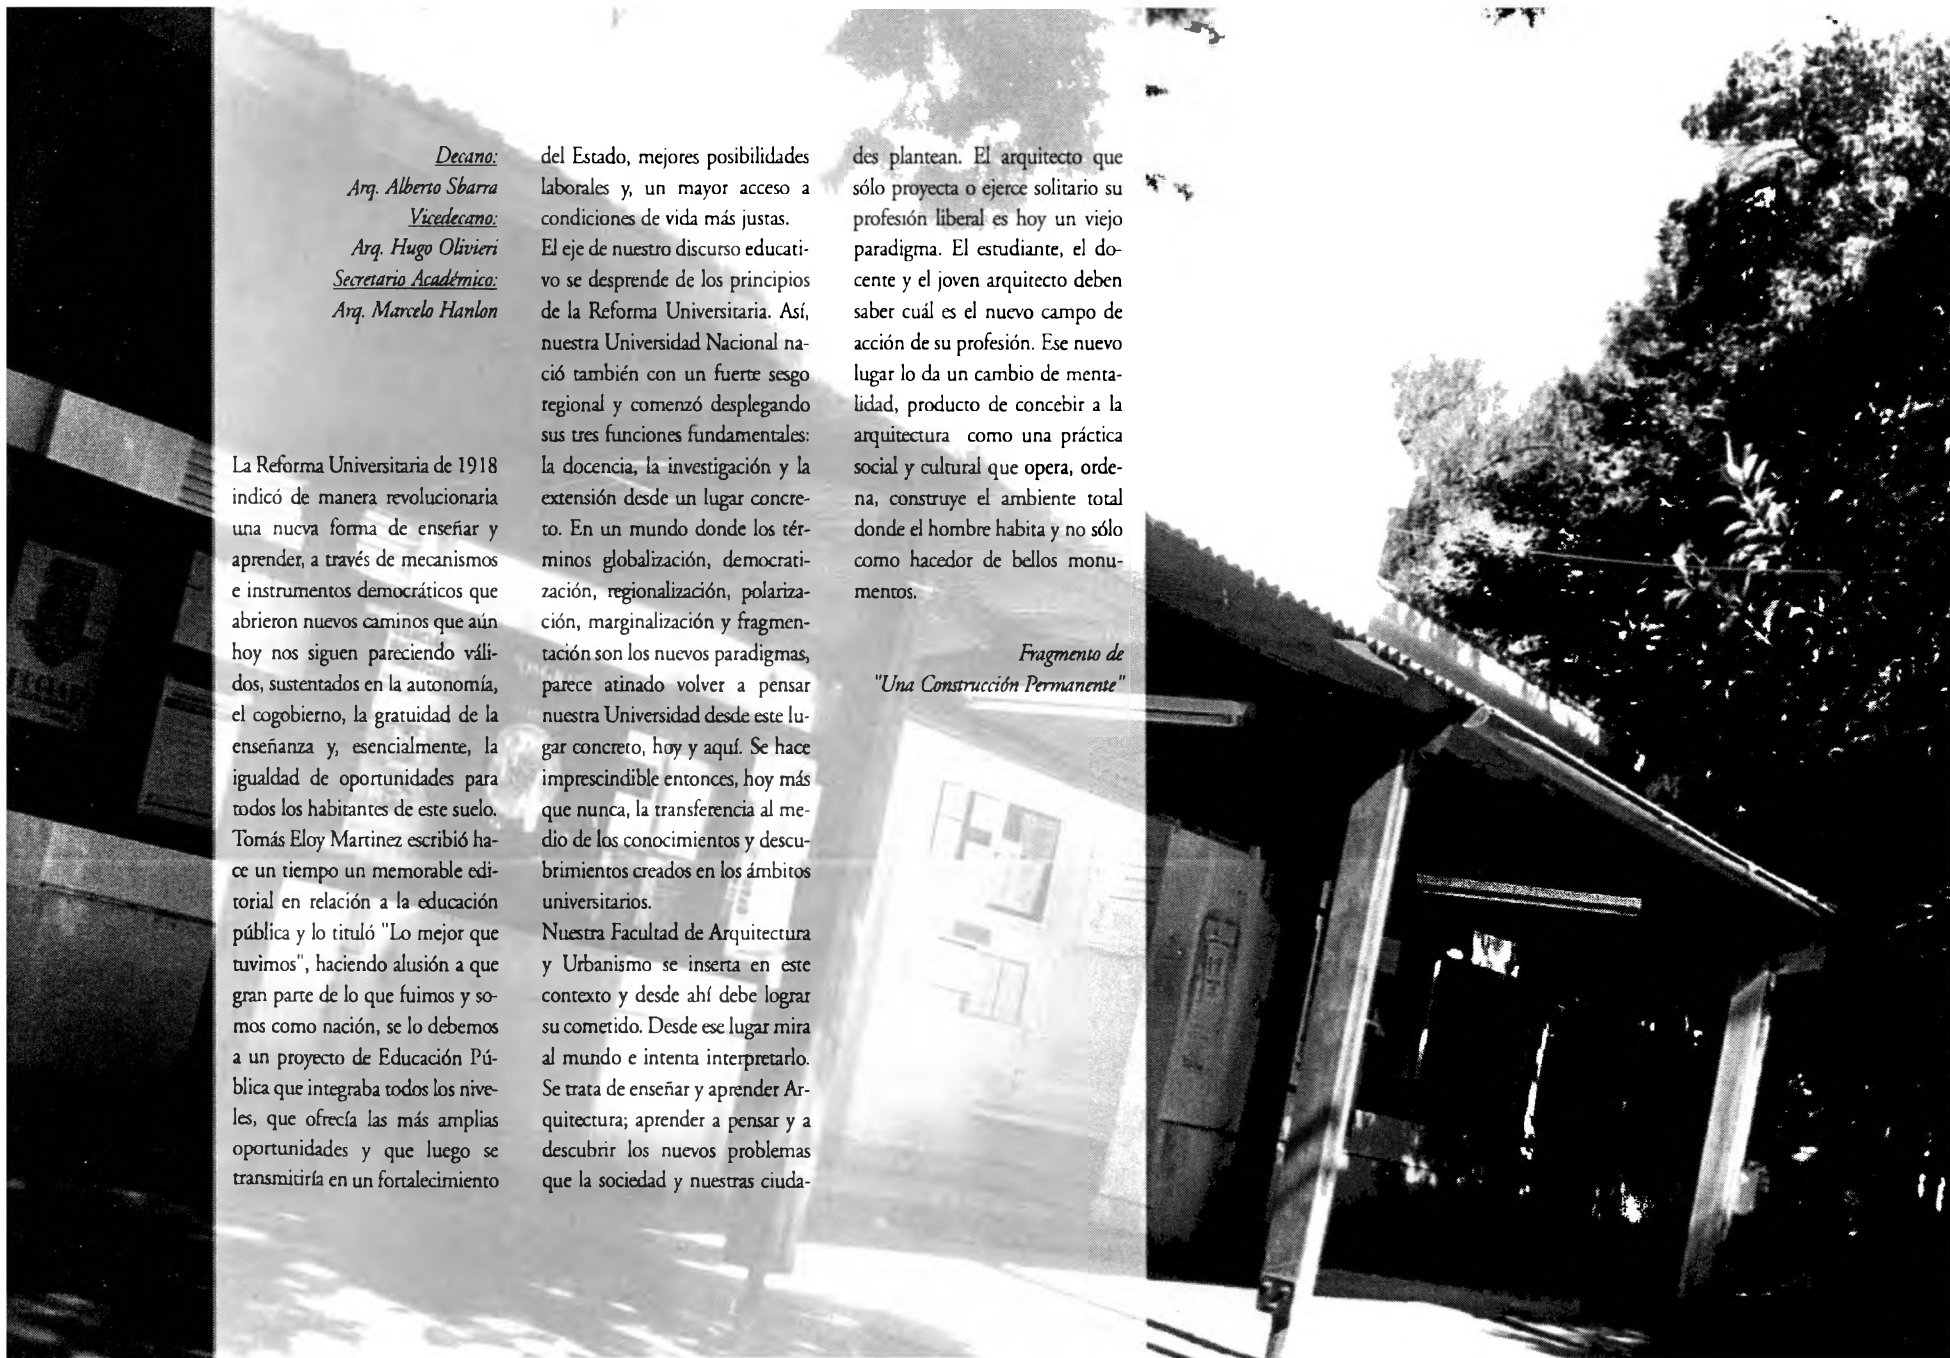 Decano:
Arq. Alberto Sbarra
Vicedecano:
Arq. Hugo Olivieri
Secretario Académico:
Arq. Marcelo Hanlon
La Reforma Universitaria de 1918
indicó de manera revolucionaria
una nueva forma de enseñar y
aprender, a través de mecanismos
e instrumentos democráticos que
abrieron nuevos caminos que aún
hoy nos siguen pareciendo váli-
dos, sustentados en la autonomía,
el cogobierno, la gratuidad de la
enseñanza y, esencialmente, la
igualdad de oportunidades para
todos los habitantes de este suelo.
Tomás Eloy Martinez escribió ha-
ce un tiempo un memorable edi-
torial en relación a la educación
pública y lo tituló "Lo mejor que
tuvimos", haciendo alusión a que
gran parte de lo que fuimos y so-
mos como nación, se lo debemos
a un proyecto de Educación Pú-
blica que integraba todos los nive-
les, que ofrecía las más amplias
oportunidades y que luego se
transmitiría en un fortalecimiento
del Estado, mejores posibilidades
laborales y, un mayor acceso a
condiciones de vida más justas.
El eje de nuestro discurso educati-
vo se desprende de los principios
de la Reforma Universitaria. Así,
nuestra Universidad Nacional na-
ció también con un fuerte sesgo
regional y comenzó desplegando
sus tres funciones fundamentales:
la docencia, la investigación y la
extensión desde un lugar concre-
to. En un mundo donde los tér-
minos globalización, democrati-
zación, regionalización, polariza-
ción, marginalización y fragmen-
tación son los nuevos paradigmas,
parece atinado volver a pensar
nuestra Universidad desde este lu-
gar concreto, hoy y aquí. Se hace
imprescindible entonces, hoy más
que nunca, la transferencia al me-
dio de los conocimientos y descu-
brimientos creados en los ámbitos
universitarios.
Nuestra Facultad de Arquitectura
y Urbanismo se inserta en este
contexto y desde ahí debe lograr
su cometido. Desde ese lugar mira
al mundo e intenta interpretarlo.
Se trata de enseñar y aprender Ar-
quitectura; aprender a pensar y a
descubrir los nuevos problemas
que la sociedad y nuestras ciuda-
des plantean. El arquitecto que
sólo proyecta o ejerce solitario su
profesión liberal es hoy un viejo
paradigma. El estudiante, el do-
cente y el joven arquitecto deben
saber cuál es el nuevo campo de
acción de su profesión. Ese nuevo
lugar lo da un cambio de menta-
lidad, producto de concebir a la
arquitectura como una práctica
social y cultural que opera, orde-
na, construye el ambiente total
donde el hombre habita y no sólo
como hacedor de bellos monu-
mentos.
Fragmento de
"Una Construcción Permanente"